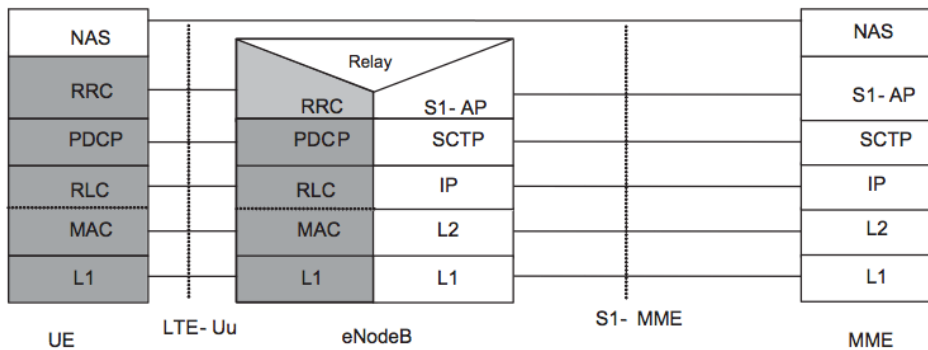 NAS
RRC
PDCP
RLC
MAC
L1
UE
LTE- Uu
Relay
RRC
S1- AP
PDCP
SCTP
RLC
IP
MAC
L2
L1
L1
eNodeB
S1- MME
NAS
S1- AP
SCTP
IP
L2
L1
MME